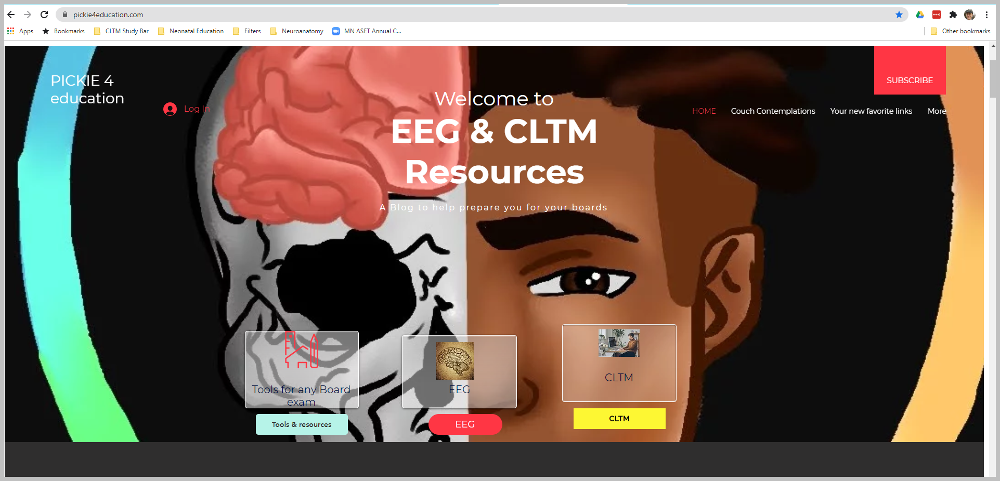 pickie4education.com
Apps
Bookmarks
CLTM Study Bar
Neonatal Education
Filters
Neuroanatomy
MN ASET Annual C...
Other bookmarks
PICKIE 4
education
Log In
SUBSCRIBE
HOME
Couch Contemplations
Your new favorite links
More
Welcome to
EEG & CLTM
Resources
A Blog to help prepare you for your boards
Tools for any Board
exam
Tools & resources
EEG
EEG
CLTM
CLTM